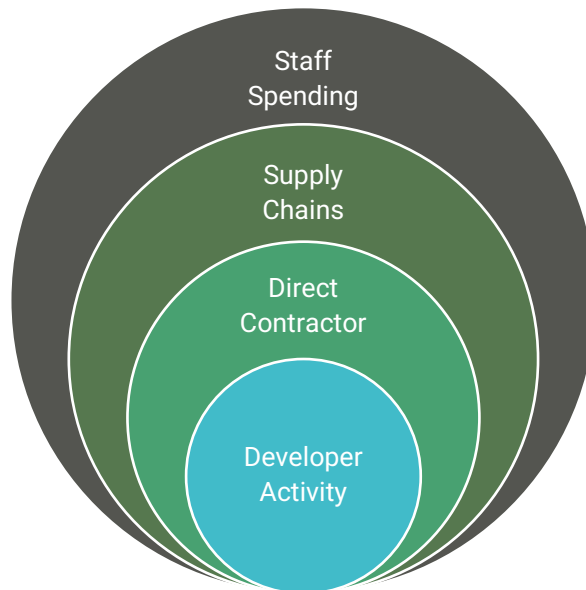 Staff
Spending
Supply
Chains
Direct
Contractor
Developer
Activity